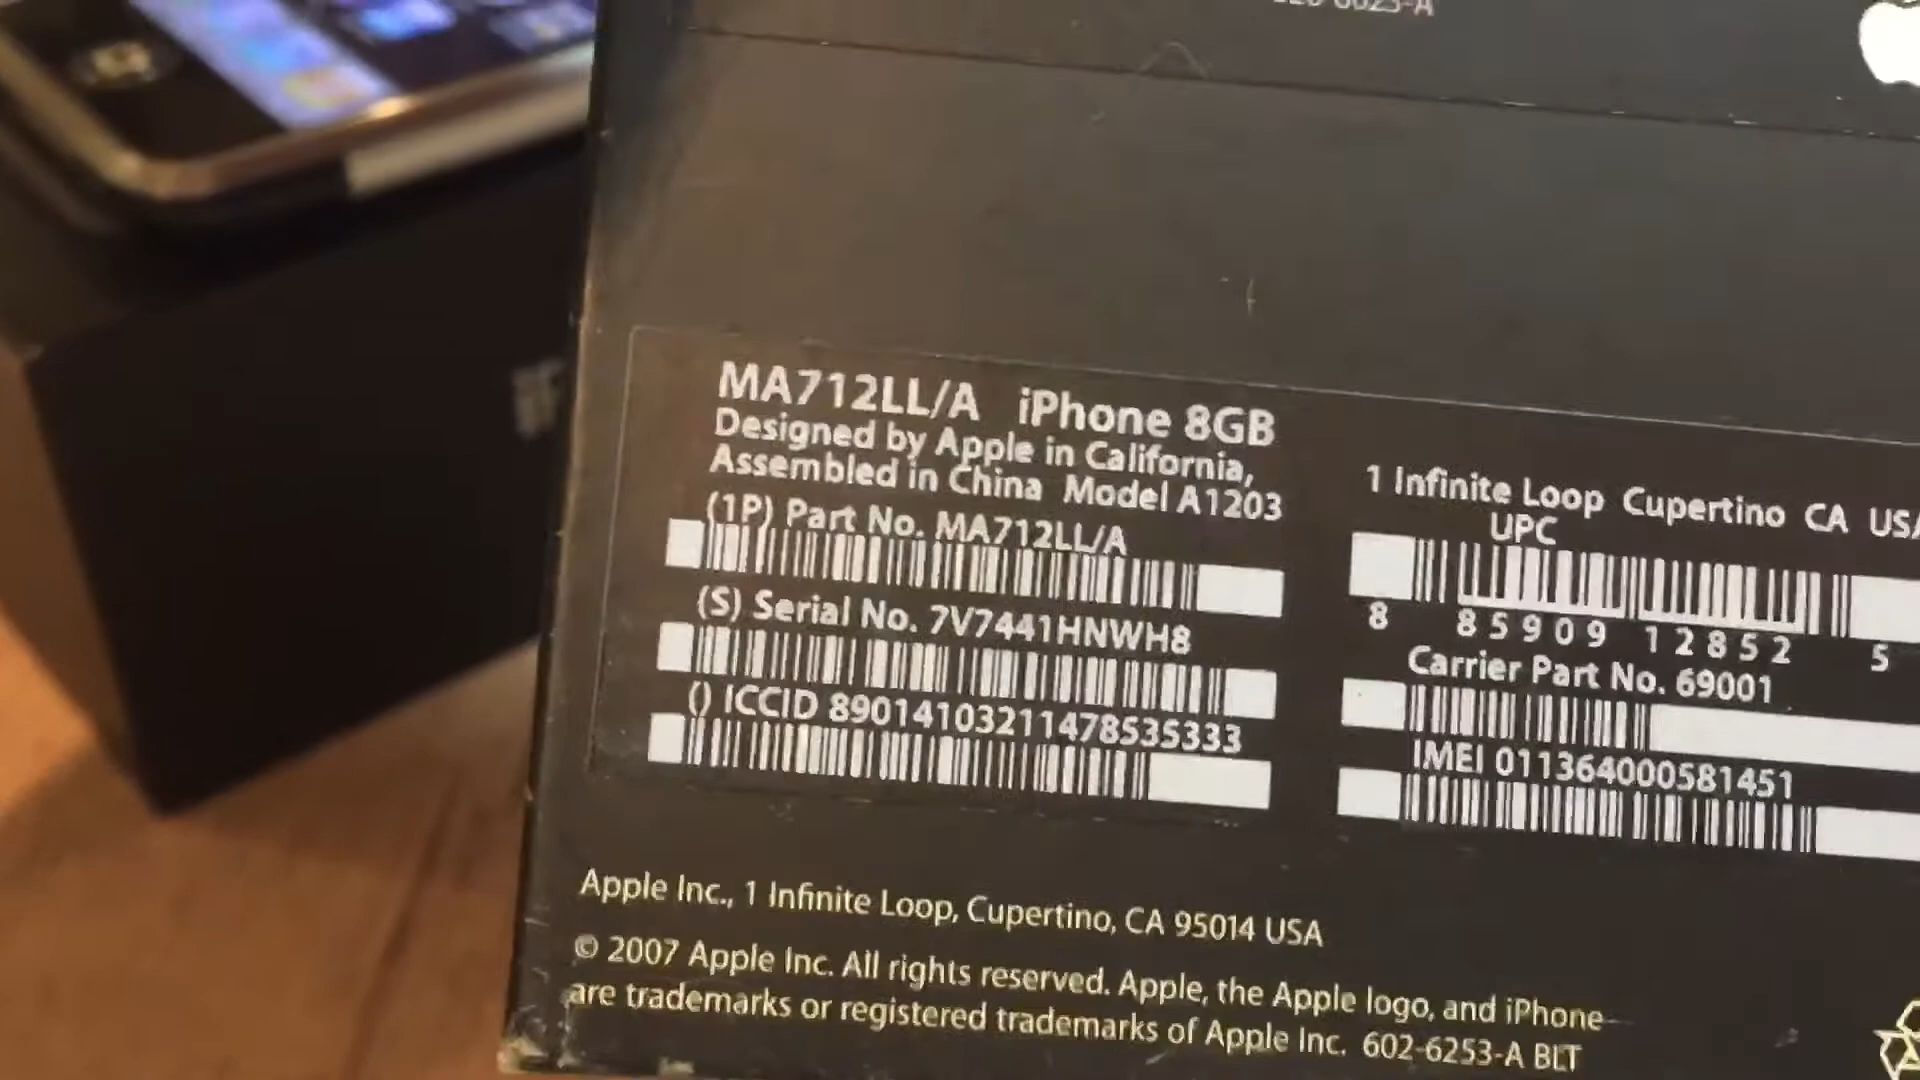 MA712LL/A iPhone 8GB
Designed by Apple in California,
Assembled in China Model A1203
(1P) Part No. MA712LL/A
(S) Serial No. 7V7441HNWH8
() ICCID 89014103211478535333
1 Infinite Loop Cupertino CA USA
UPC
8 85909 12852 5
Carrier Part No. 69001
IMEI 011364000581451
Apple Inc., 1 Infinite Loop, Cupertino, CA 95014 USA
© 2007 Apple Inc. All rights reserved. Apple, the Apple logo, and iPhone
are trademarks or registered trademarks of Apple Inc. 602-6253-A BLT